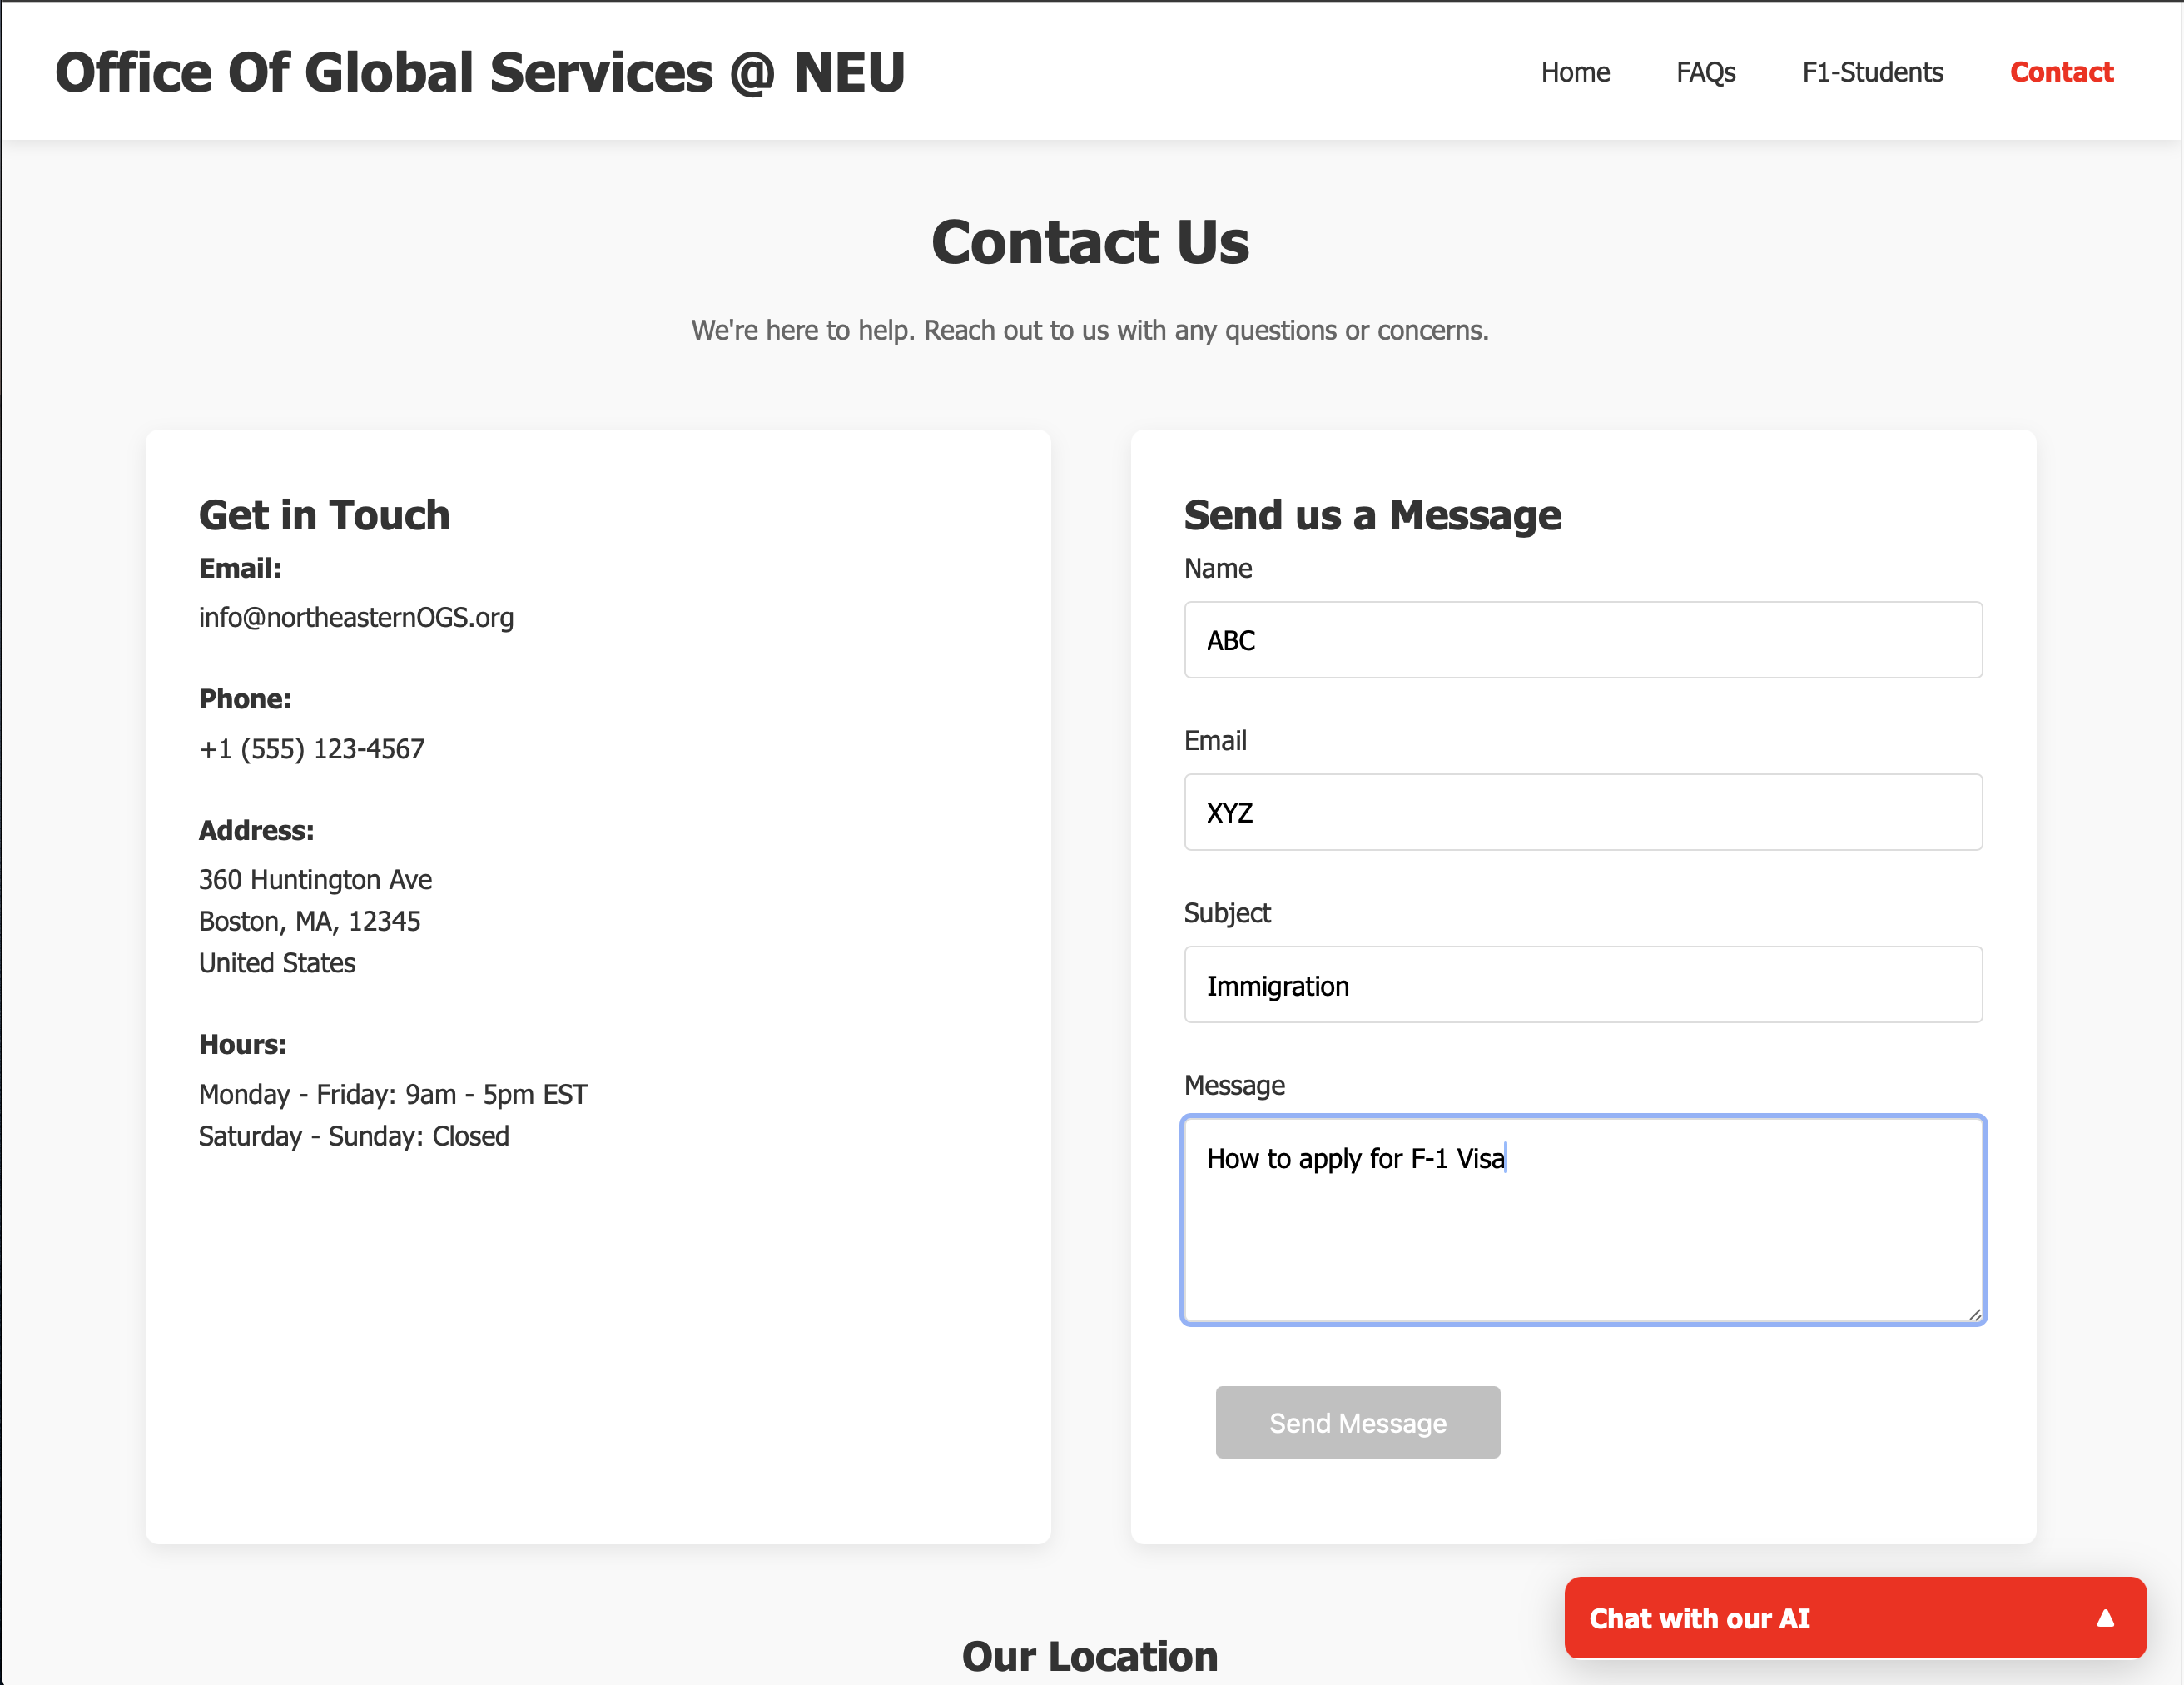 Office Of Global Services @ NEU
Home
FAQs
F1-Students
Contact
Contact Us
We're here to help. Reach out to us with any questions or concerns.
Get in Touch
Email:
info@northeasternOGS.org
Phone:
+1 (555) 123-4567
Address:
360 Huntington Ave
Boston, MA, 12345
United States
Hours:
Monday - Friday: 9am - 5pm EST
Saturday - Sunday: Closed
Send us a Message
Name
ABC
Email
XYZ
Subject
Immigration
Message
How to apply for F-1 Visa
Send Message
Chat with our AI
Our Location